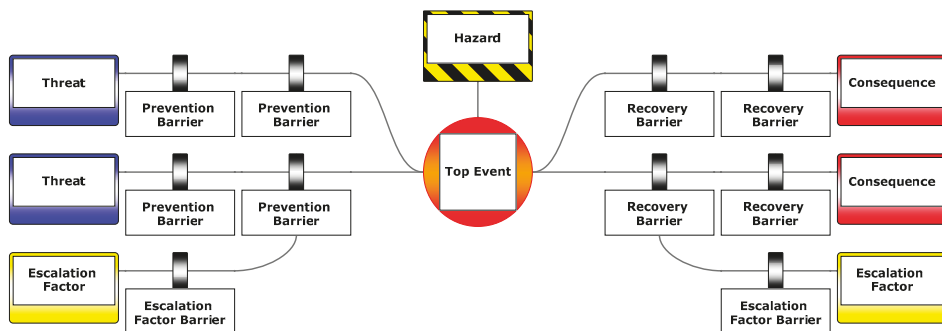 Hazard
Threat
Prevention
Barrier
Prevention
Barrier
Recovery
Barrier
Recovery
Barrier
Consequence
Top Event
Threat
Prevention
Barrier
Prevention
Barrier
Recovery
Barrier
Recovery
Barrier
Consequence
Escalation
Factor
Escalation
Factor Barrier
Escalation
Factor Barrier
Escalation
Factor